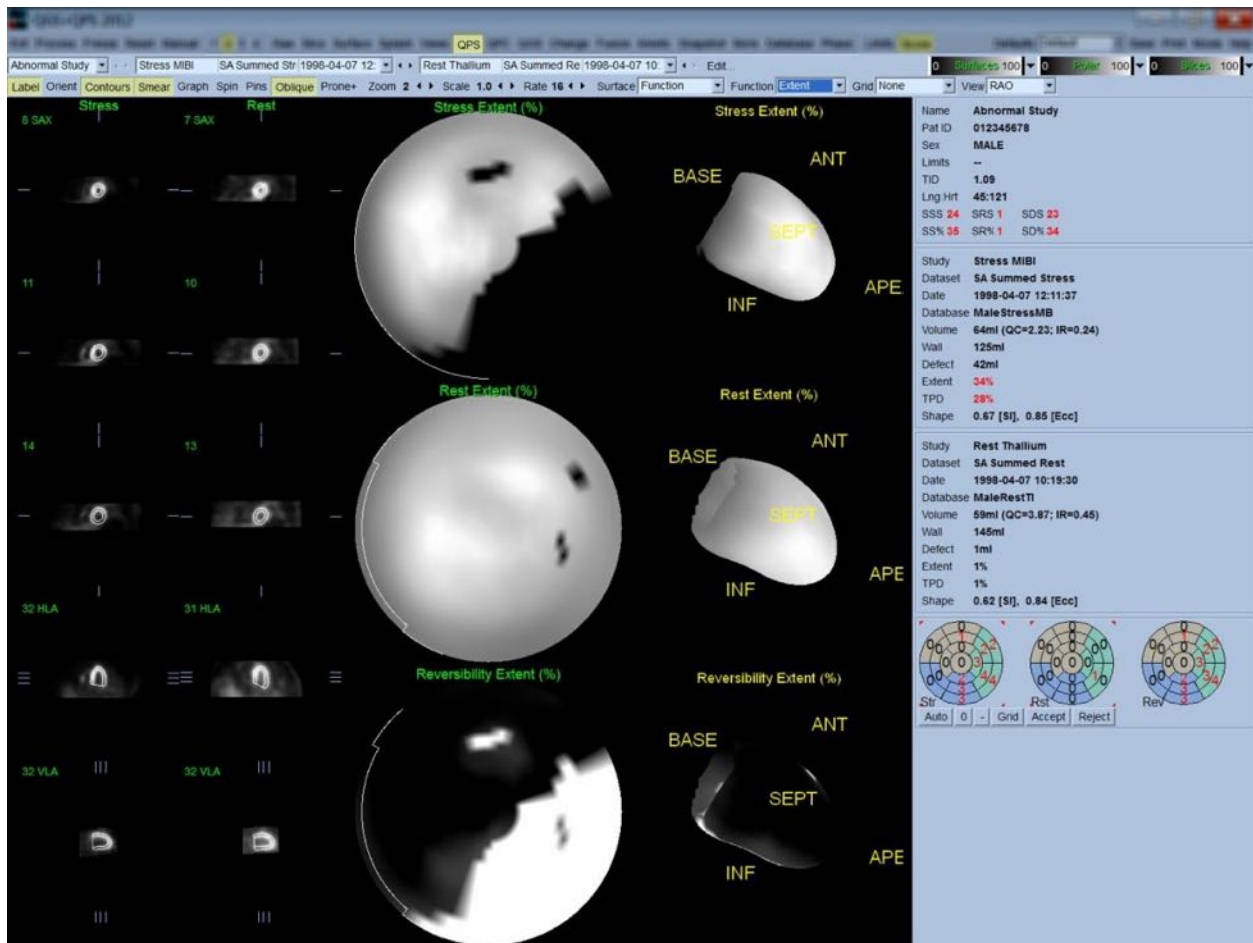 QGS+QPS 2012
QPS
Abnormal Study Stress MIBI SA Summed Str 1998-04-07 12: Rest Thallium SA Summed Re 1998-04-07 10: Edit... 0 Surfaces 100 0 Polar 100 0 Slices 100
Label Orient Contours Smear Graph Spin Pins Oblique Prone+ Zoom 2 Scale 1.0 Rate 16 Surface Function Function Extent Grid None View RAO
Stress Rest
8 SAX 7 SAX
11 10
14 13
32 HLA 31 HLA
32 VLA 32 VLA
Stress Extent (%)
Stress Extent (%)
ANT
BASE
SEPT
APE
INF
Rest Extent (%)
Rest Extent (%)
ANT
BASE
SEPT
APE
INF
Reversibility Extent (%)
Reversibility Extent (%)
ANT
BASE
SEPT
APE
INF
Name Abnormal Study
Pat ID 012345678
Sex MALE
Limits --
TID 1.09
Lng Hrt 45:121
SSS 24 SRS 1 SDS 23
SS% 35 SR% 1 SD% 34
Study Stress MIBI
Dataset SA Summed Stress
Date 1998-04-07 12:11:37
Database MaleStressMB
Volume 64ml (QC=2.23; IR=0.24)
Wall 125ml
Defect 42ml
Extent 34%
TPD 28%
Shape 0.67 [SI], 0.85 [Ecc]
Study Rest Thallium
Dataset SA Summed Rest
Date 1998-04-07 10:19:30
Database MaleRestTl
Volume 59ml (QC=3.87; IR=0.45)
Wall 145ml
Defect 1ml
Extent 1%
TPD 1%
Shape 0.62 [SI], 0.84 [Ecc]
Str Rst Rev
Auto 0 - Grid Accept Reject